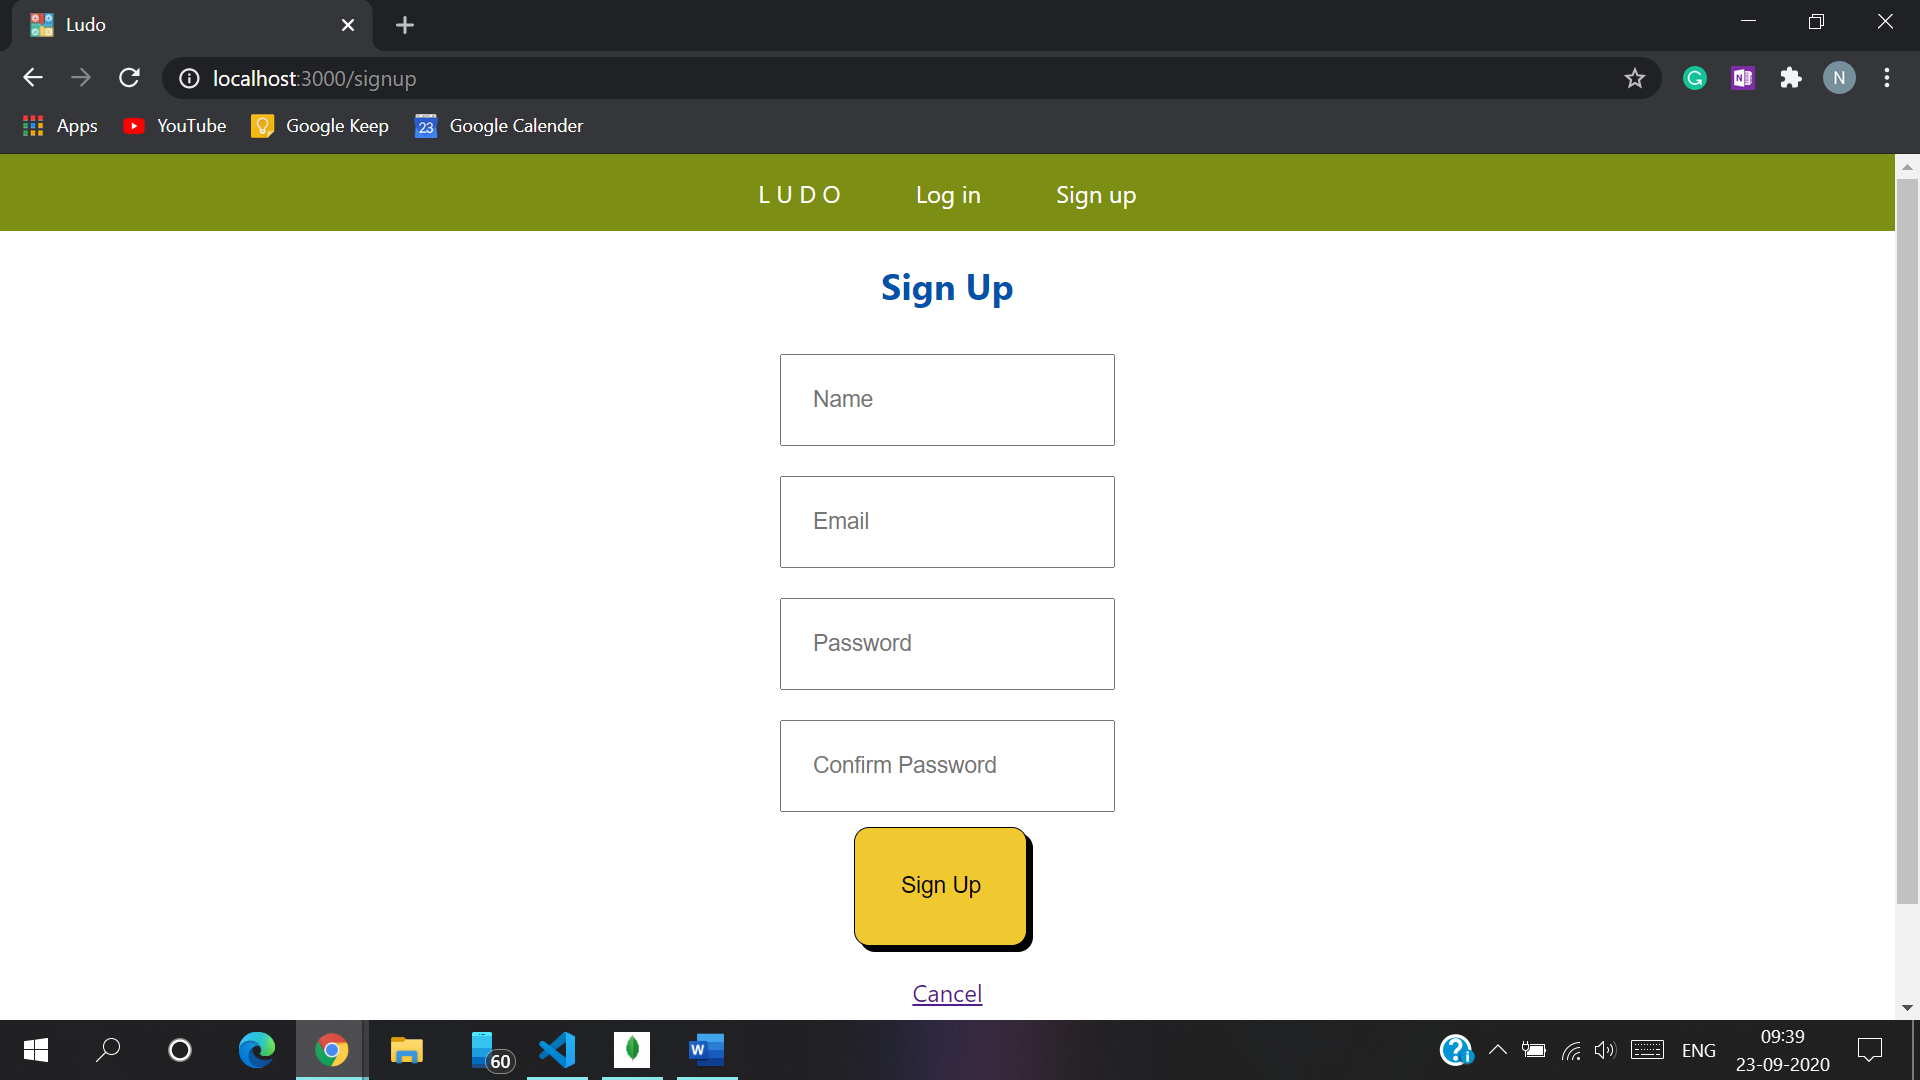 Ludo
localhost:3000/signup
N
N
Apps
YouTube
Google Keep
23
Google Calender
L U D O
Log in
Sign up
Sign Up
Name
Email
Password
Confirm Password
Sign Up
Cancel
60
W
ENG
09:39
23-09-2020